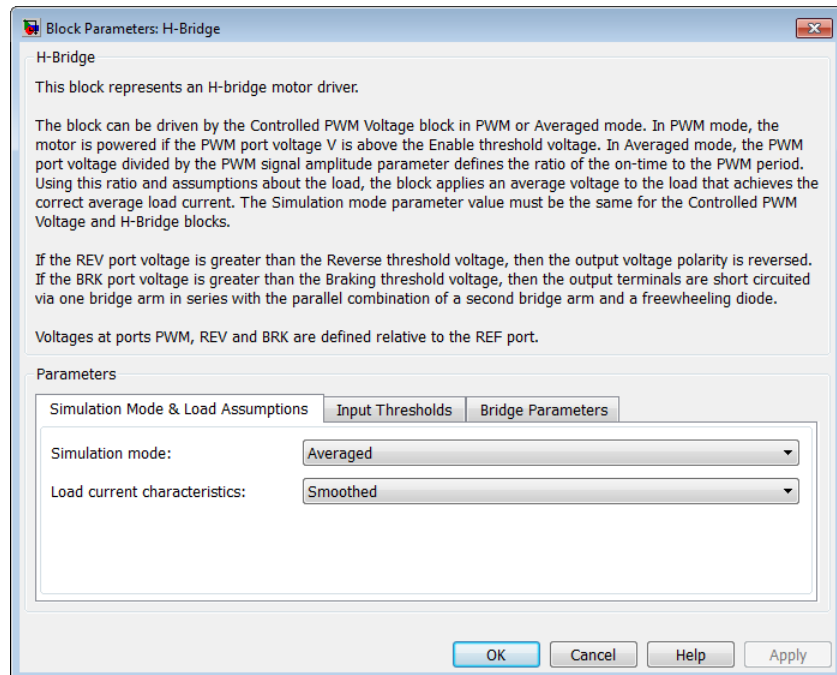 Block Parameters: H-Bridge
H-Bridge
This block represents an H-bridge motor driver.
The block can be driven by the Controlled PWM Voltage block in PWM or Averaged mode. In PWM mode, the
motor is powered if the PWM port voltage V is above the Enable threshold voltage. In Averaged mode, the PWM
port voltage divided by the PWM signal amplitude parameter defines the ratio of the on-time to the PWM period.
Using this ratio and assumptions about the load, the block applies an average voltage to the load that achieves the
correct average load current. The Simulation mode parameter value must be the same for the Controlled PWM
Voltage and H-Bridge blocks.
If the REV port voltage is greater than the Reverse threshold voltage, then the output voltage polarity is reversed.
If the BRK port voltage is greater than the Braking threshold voltage, then the output terminals are short circuited
via one bridge arm in series with the parallel combination of a second bridge arm and a freewheeling diode.
Voltages at ports PWM, REV and BRK are defined relative to the REF port.
Parameters
Simulation Mode & Load Assumptions Input Thresholds Bridge Parameters
Simulation mode: Averaged
Load current characteristics: Smoothed
OK Cancel Help Apply